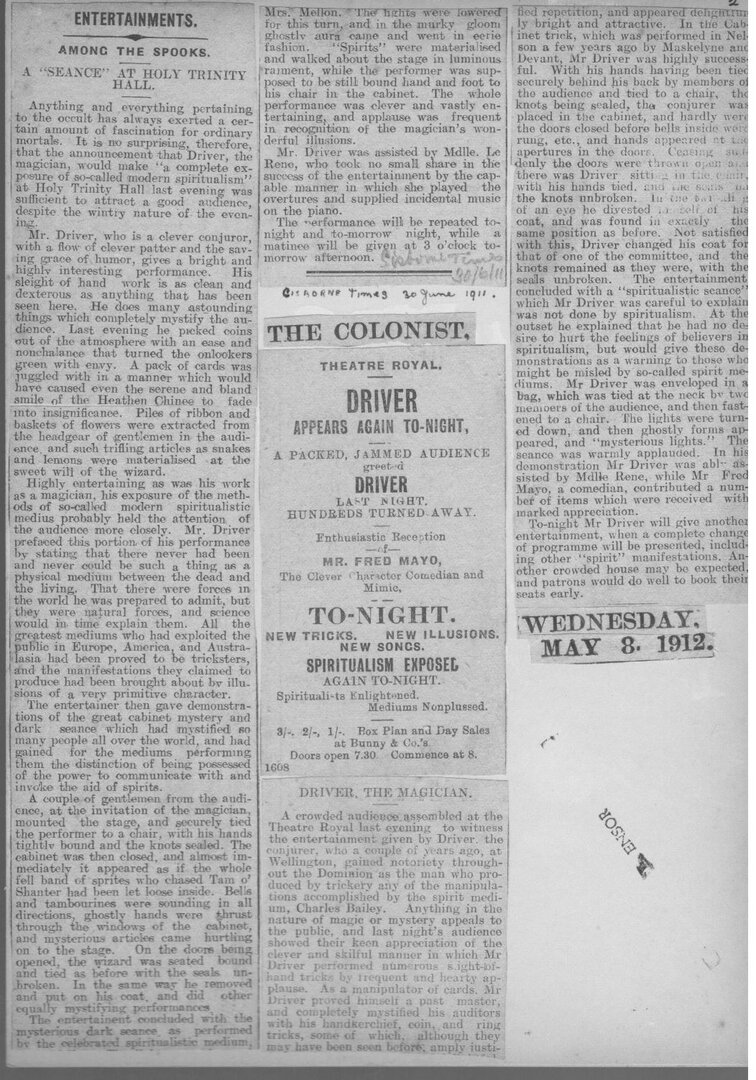 ENTERTAINMENTS.
AMONG THE SPOOKS.
A "SEANCE" AT HOLY TRINITY
HALL.
Anything and everything pertaining
to the occult has always exerted a cer-
tain amount of fascination for ordinary
mortals. It is no surprising, therefore,
that the announcement that Driver, the
magician, would make "a complete ex-
posure of so-called modern spiritualism"
at Holy Trinity Hall last evening was
sufficient to attract a good audience,
despite the wintry nature of the even-
ing.
Mr. Driver, who is a clever conjuror,
with a flow of clever patter and the sav-
ing grace of humor, gives a bright and
highly interesting performance. His
sleight of hand work is as clean and
dexterous as anything that has been
seen here. He does many astounding
things which completely mystify the au-
dience. Last evening he picked coins
out of the atmosphere with an ease and
nonchalance that turned the onlookers
green with envy. A pack of cards was
juggled with in a manner which would
have caused even the serene and bland
smile of the Heathen Chinee to fade
into insignificance. Piles of ribbon and
baskets of flowers were extracted from
the headgear of gentlemen in the audi-
ence and such trifling articles as snakes
and lemons were materialised at the
sweet will of the wizard.
Highly entertaining as was his work
as a magician, his exposure of the meth-
ods of so-called modern spiritualistic
medius probably held the attention of
the audience more closely. Mr. Driver
prefaced this portion of his performance
by stating that there never had been
and never could be such a thing as a
physical medium between the dead and
the living. That there were forces in
the world he was prepared to admit, but
they were natural forces, and science
would in time explain them. All the
greatest mediums who had exploited the
public in Europe, America, and Austra-
lasia had been proved to be tricksters,
and the manifestations they claimed to
produce had been brought about by illu-
sions of a very primitive character.
The entertainer then gave demonstra-
tions of the great cabinet mystery and
dark seance which had mystified so
many people all over the world, and had
gained for the mediums performing
them the distinction of being possessed
of the power to communicate with and
invoke the aid of spirits.
A couple of gentlemen from the audi-
ence, at the invitation of the magician,
mounted the stage, and securely tied
the performer to a chair, with his hands
tightly bound and the knots sealed. The
cabinet was then closed, and almost im-
mediately it appeared as if the whole
fell band of sprites who chased Tam o'
Shanter had been let loose inside. Bells
and tambourines were sounding in all
directions, ghostly hands were thrust
through the windows of the cabinet,
and mysterious articles came hurtling
on to the stage. On the doors being
opened, the wizard was seated bound
and tied as before with the seals un-
broken. In the same way he removed
and put on his coat, and did other
equally mystifying performances
The entertainent concluded with the
mysterious dark seance as performed
by the celebrated spiritualistic medium,
Mrs. Mellon. The lights were lowered
for this turn, and in the murky gloom
ghostly aura came and went in eerie
fashion. "Spirits" were materialised
and walked about the stage in luminous
raiment, while the performer was sup-
posed to be still bound hand and foot to
his chair in the cabinet. The whole
performance was clever and vastly en-
tertaining, and applause was frequent
in recognition of the magician's won-
derful illusions.
Mr. Driver was assisted by Mdlle. Le
Rene, who took no small share in the
success of the entertainment by the cap-
able manner in which she played the
overtures and supplied incidental music
on the piano.
The performance will be repeated to-
night and to-morrow night, while a
matinee will be given at 3 o'clock to-
morrow afternoon. Gisborne Times
30/6/11
GISBORNE Times 30 June 1911.
THE COLONIST,
THEATRE ROYAL.
DRIVER
APPEARS AGAIN TO-NIGHT,
A PACKED, JAMMED AUDIENCE
greeted
DRIVER
LAST NIGHT.
HUNDREDS TURNED AWAY.
Enthusiastic Reception
—of—
MR. FRED MAYO,
The Clever Character Comedian and
Mimic,
TO-NIGHT.
NEW TRICKS. NEW ILLUSIONS.
NEW SONGS.
SPIRITUALISM EXPOSED
AGAIN TO-NIGHT.
Spiritualists Enlightened.
Mediums Nonplussed.
3/-. 2/-, 1/-. Box Plan and Day Sales
at Bunny & Co.'s.
Doors open 7.30 Commence at 8.
1608
DRIVER, THE MAGICIAN.
A crowded audience assembled at the
Theatre Royal last evening to witness
the entertainment given by Driver, the
conjurer, who a couple of years ago, at
Wellington, gained notoriety through-
out the Dominion as the man who pro-
duced by trickery any of the manipula-
tions accomplished by the spirit medi-
um, Charles Bailey. Anything in the
nature of magic or mystery appeals to
the public, and last night's audience
showed their keen appreciation of the
clever and skilful manner in which Mr
Driver performed numerous sight-of-
hand tricks by frequent and hearty ap-
plause. As a manipulator of cards, Mr
Driver proved himself a past master,
and completely mystified his auditors
with his handkerchief, coin, and ring
tricks, some of which, although they
may have been seen before, amply justi-
2
fied repetition, and appeared delightful-
ly bright and attractive. In the Cab-
inet trick, which was performed in Nel-
son a few years ago by Maskelyne and
Devant, Mr Driver was highly success-
ful. With his hands having been tied
securely behind his back by members of
the audience and tied to a chair, the
knots being sealed, the conjurer was
placed in the cabinet, and hardly were
the doors closed before bells inside were
rung, etc., and hands appeared at the
apertures in the doors. Ceasing sud-
denly the doors were thrown open and
there was Driver sitting in the chair,
with his hands tied, and the seals on
the knots unbroken. In the twinkling
of an eye he divested himself of his
coat, and was found in exactly the
same position as before. Not satisfied
with this, Driver changed his coat for
that of one of the committee, and the
knots remained as they were, with the
seals unbroken. The entertainment
concluded with a "spiritualistic seance"
which Mr Driver was careful to explain
was not done by spiritualism. At the
outset he explained that he had no de-
sire to hurt the feelings of believers in
spiritualism, but would give these de-
monstrations as a warning to those who
might be misled by so-called spirit me-
diums. Mr Driver was enveloped in a
bag, which was tied at the neck by two
members of the audience, and then fast-
ened to a chair. The lights were turn-
ed down, and then ghostly forms ap-
peared, and "mysterious lights." The
seance was warmly applauded. In his
demonstration Mr Driver was ably as-
sisted by Mdlle Rene, while Mr Fred
Mayo, a comedian, contributed a num-
ber of items which were received with
marked appreciation.
To-night Mr Driver will give another
entertainment, when a complete change
of programme will be presented, includ-
ing other "spirit" manifestations. An-
other crowded house may be expected,
and patrons would do well to book their
seats early.
WEDNESDAY,
MAY 8. 1912.
ENSOR